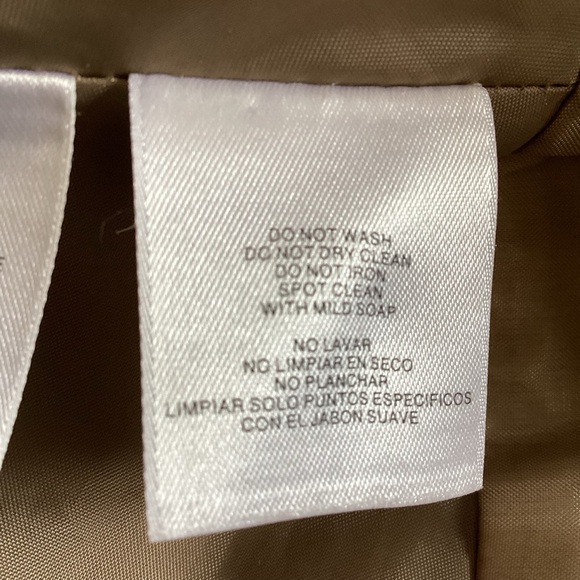 DO NOT WASH
DO NOT DRY CLEAN
DO NOT IRON
SPOT CLEAN
WITH MILD SOAP
NO LAVAR
NO LIMPIAR EN SECO
NO PLANCHAR
LIMPIAR SOLO PUNTOS ESPECIFICOS
CON EL JABON SUAVE